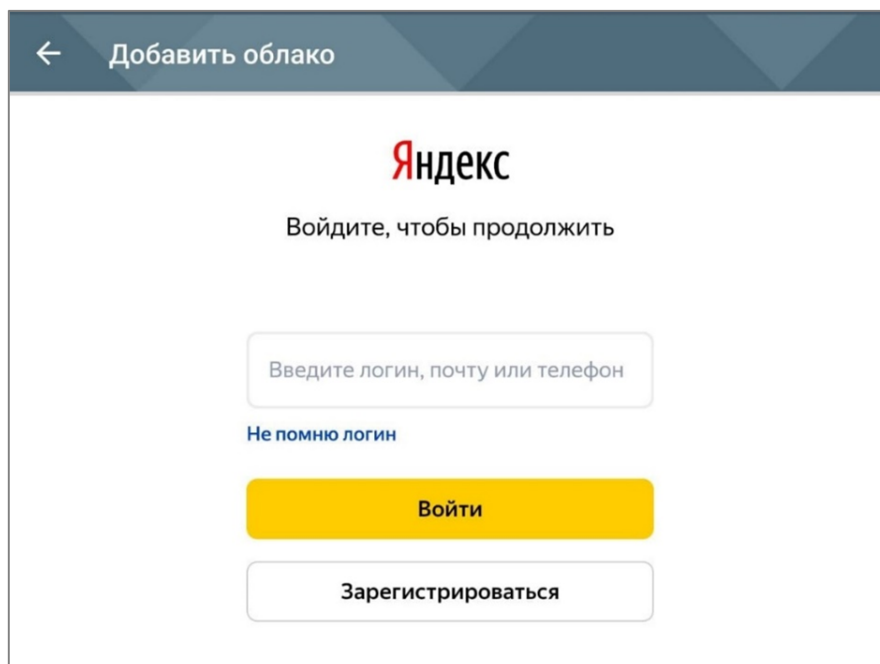 Добавить облако
Яндекс
Войдите, чтобы продолжить
Введите логин, почту или телефон
Не помню логин
Войти
Зарегистрироваться